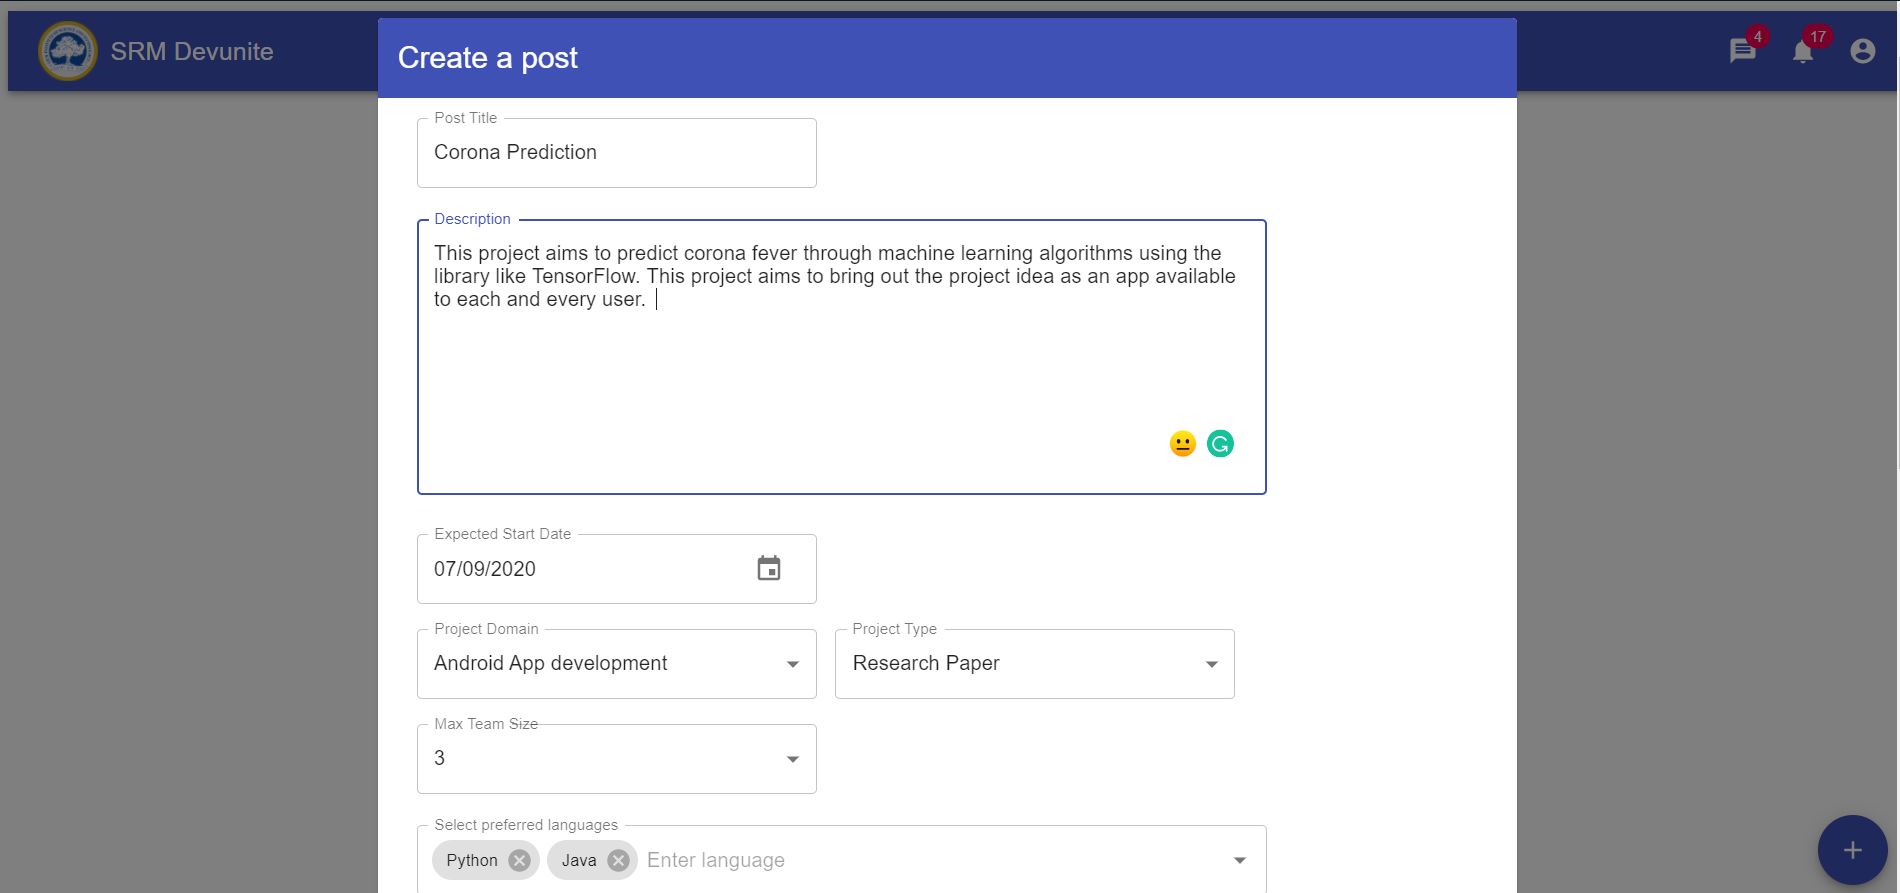 SRM Devunite
Create a post
4
17
Post Title
Corona Prediction
Description
This project aims to predict corona fever through machine learning algorithms using the
library like TensorFlow. This project aims to bring out the project idea as an app available
to each and every user.
Expected Start Date
07/09/2020
Project Domain
Android App development
Project Type
Research Paper
Max Team Size
3
Select preferred languages
Python
Java
Enter language